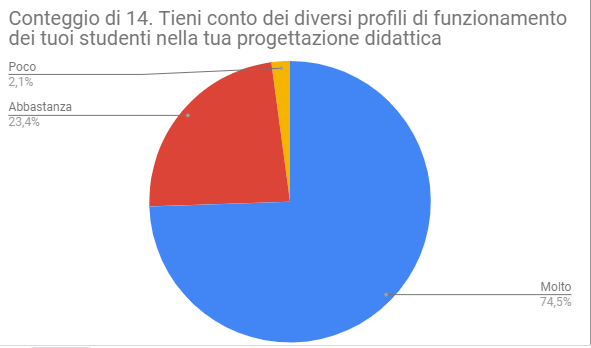 Conteggio di 14. Tieni conto dei diversi profili di funzionamento
dei tuoi studenti nella tua progettazione didattica
Poco
2,1%
Abbastanza
23,4%
Molto
74,5%